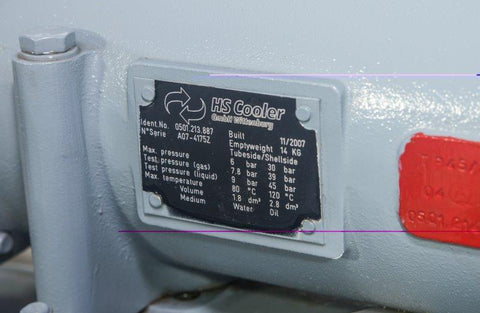 HS Cooler
GmbH Wittenburg
Ident.No. 0501.213.887
N°Serie A07-4175Z
Built 11/2007
Emptyweight 14 KG
Tubeside/Shellside
Max. pressure 6 bar 30 bar
Test. pressure (gas) 7.8 bar 39 bar
Test. pressure (liquid) 9 bar 45 bar
Max. temperature 80 °C 120 °C
Volume 1.8 dm³ 2.8 dm³
Medium Water Oil